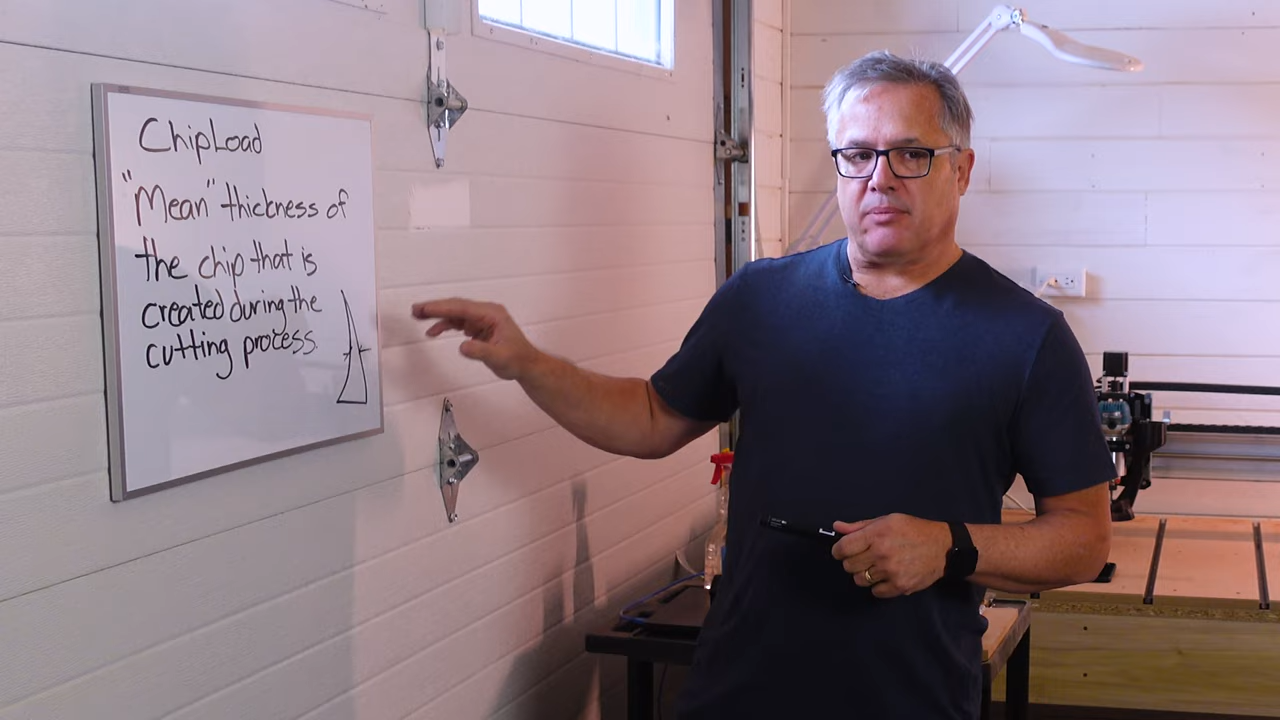 ChipLoad
"Mean" thickness of
the chip that is
created during the
cutting process